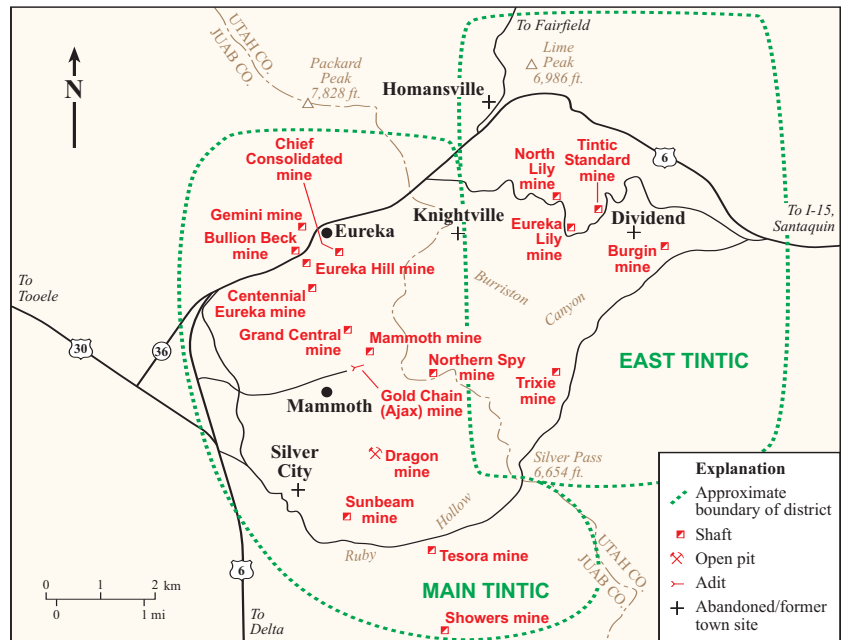 To Fairfield
UTAH CO.
JUAB CO.
Packard
Peak
7,828 ft.
Lime
Peak
6,986 ft.
N
Homansville
Chief
Consolidated
mine
North
Lily
mine
Tintic
Standard
mine
6
To I-15,
Santaquin
Gemini mine
Eureka
Knightville
Eureka
Lily
mine
Dividend
Bullion Beck
mine
Burgin
mine
Eureka Hill mine
To
Tooele
Centennial
Eureka mine
Burriston
Canyon
Grand Central
mine
Mammoth mine
30
36
Northern Spy
mine
EAST TINTIC
Trixie
mine
Mammoth
Gold Chain
(Ajax) mine
Silver
City
Dragon
mine
Silver Pass
6,654 ft.
Sunbeam
mine
Hollow
Ruby
Tesora mine
UTAH CO.
JUAB CO.
6
MAIN TINTIC
Showers mine
To
Delta
0 1 2 km
0 1 mi
Explanation
Approximate
boundary of district
Shaft
Open pit
Adit
Abandoned/former
town site